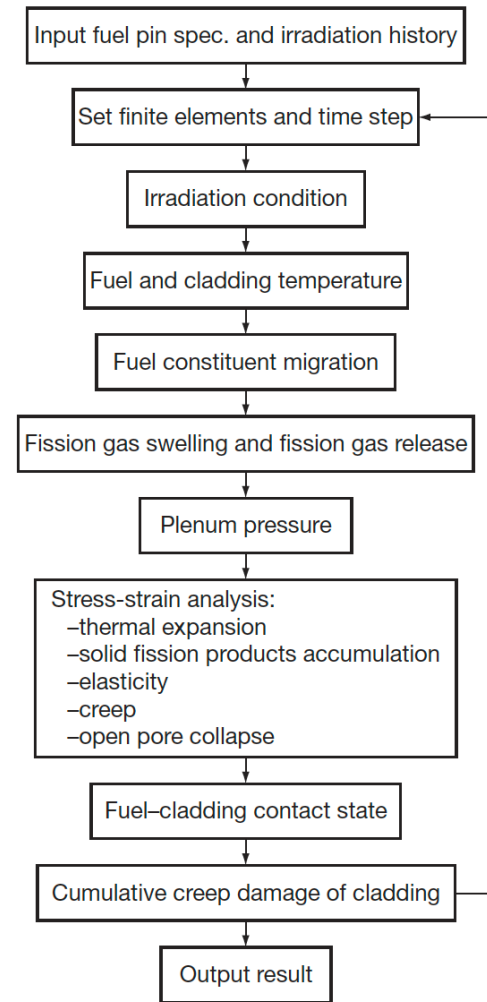 Input fuel pin spec. and irradiation history
Set finite elements and time step
Irradiation condition
Fuel and cladding temperature
Fuel constituent migration
Fission gas swelling and fission gas release
Plenum pressure
Stress-strain analysis:
–thermal expansion
–solid fission products accumulation
–elasticity
–creep
–open pore collapse
Fuel–cladding contact state
Cumulative creep damage of cladding
Output result